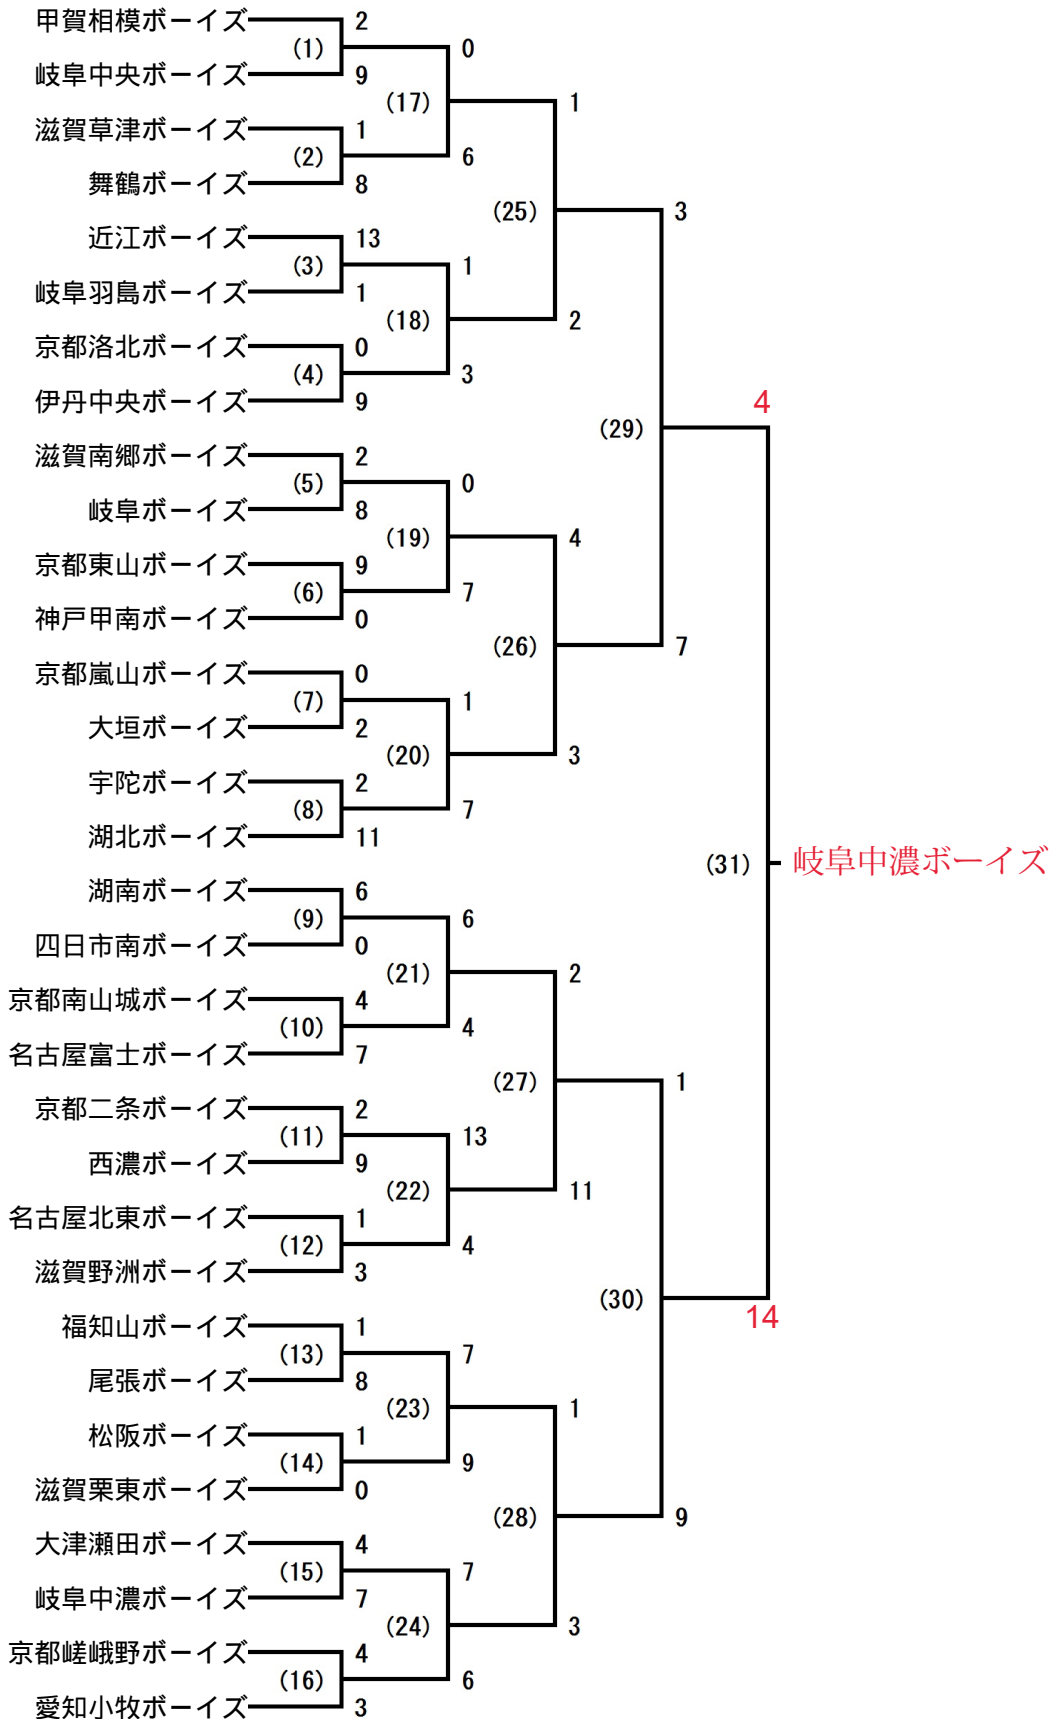 甲賀相模ボーイズ 2
(1) 0
岐阜中央ボーイズ 9
(17) 1
滋賀草津ボーイズ 1
(2) 6
舞鶴ボーイズ 8
(25) 3
近江ボーイズ 13
(3) 1
岐阜羽島ボーイズ 1
(18) 2
京都洛北ボーイズ 0
(4) 3
伊丹中央ボーイズ 9
4
(29)
滋賀南郷ボーイズ 2
(5) 0
岐阜ボーイズ 8
(19) 4
京都東山ボーイズ 9
(6) 7
神戸甲南ボーイズ 0
(26) 7
京都嵐山ボーイズ 0
(7) 1
大垣ボーイズ 2
(20) 3
宇陀ボーイズ 2
(8) 7
湖北ボーイズ 11
(31) 岐阜中濃ボーイズ
湖南ボーイズ 6
(9) 6
四日市南ボーイズ 0
(21) 2
京都南山城ボーイズ 4
(10) 4
名古屋富士ボーイズ 7
(27) 1
京都二条ボーイズ 2
(11) 13
西濃ボーイズ 9
(22) 11
名古屋北東ボーイズ 1
(12) 4
滋賀野洲ボーイズ 3
(30)
14
福知山ボーイズ 1
(13) 7
尾張ボーイズ 8
(23) 1
松阪ボーイズ 1
(14) 9
滋賀栗東ボーイズ 0
(28) 9
大津瀬田ボーイズ 4
(15) 7
岐阜中濃ボーイズ 7
(24) 3
京都嵯峨野ボーイズ 4
(16) 6
愛知小牧ボーイズ 3